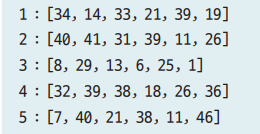 1 : [34, 14, 33, 21, 39, 19]
2 : [40, 41, 31, 39, 11, 26]
3 : [8, 29, 13, 6, 25, 1]
4 : [32, 39, 38, 18, 26, 36]
5 : [7, 40, 21, 38, 11, 46]